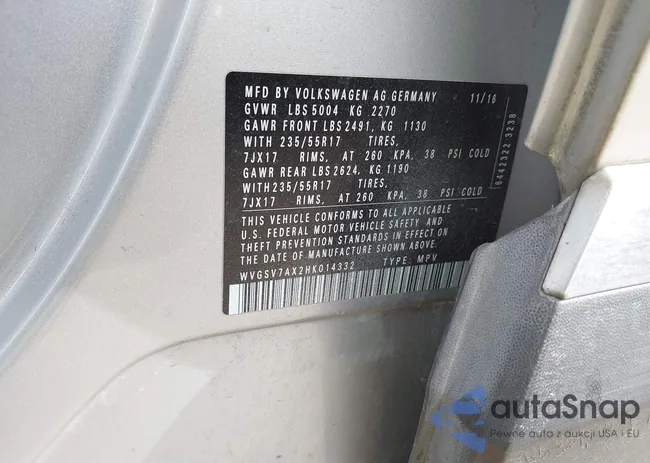 MFD BY VOLKSWAGEN AG GERMANY 11/16
GVWR LBS 5004 KG 2270
GAWR FRONT LBS 2491, KG 1130
WITH 235/55R17 TIRES,
7JX17 RIMS, AT 260 KPA, 38 PSI COLD
GAWR REAR LBS 2624, KG 1190
WITH 235/55R17 TIRES,
7JX17 RIMS, AT 260 KPA, 38 PSI COLD
THIS VEHICLE CONFORMS TO ALL APPLICABLE
U.S. FEDERAL MOTOR VEHICLE SAFETY AND
THEFT PREVENTION STANDARDS IN EFFECT ON
THE DATE OF MANUFACTURE SHOWN ABOVE.
WVGSV7AX2HK014332 TYPE: MPV
6442322 3238
autaSnap
Pewne auta z aukcji USA i EU